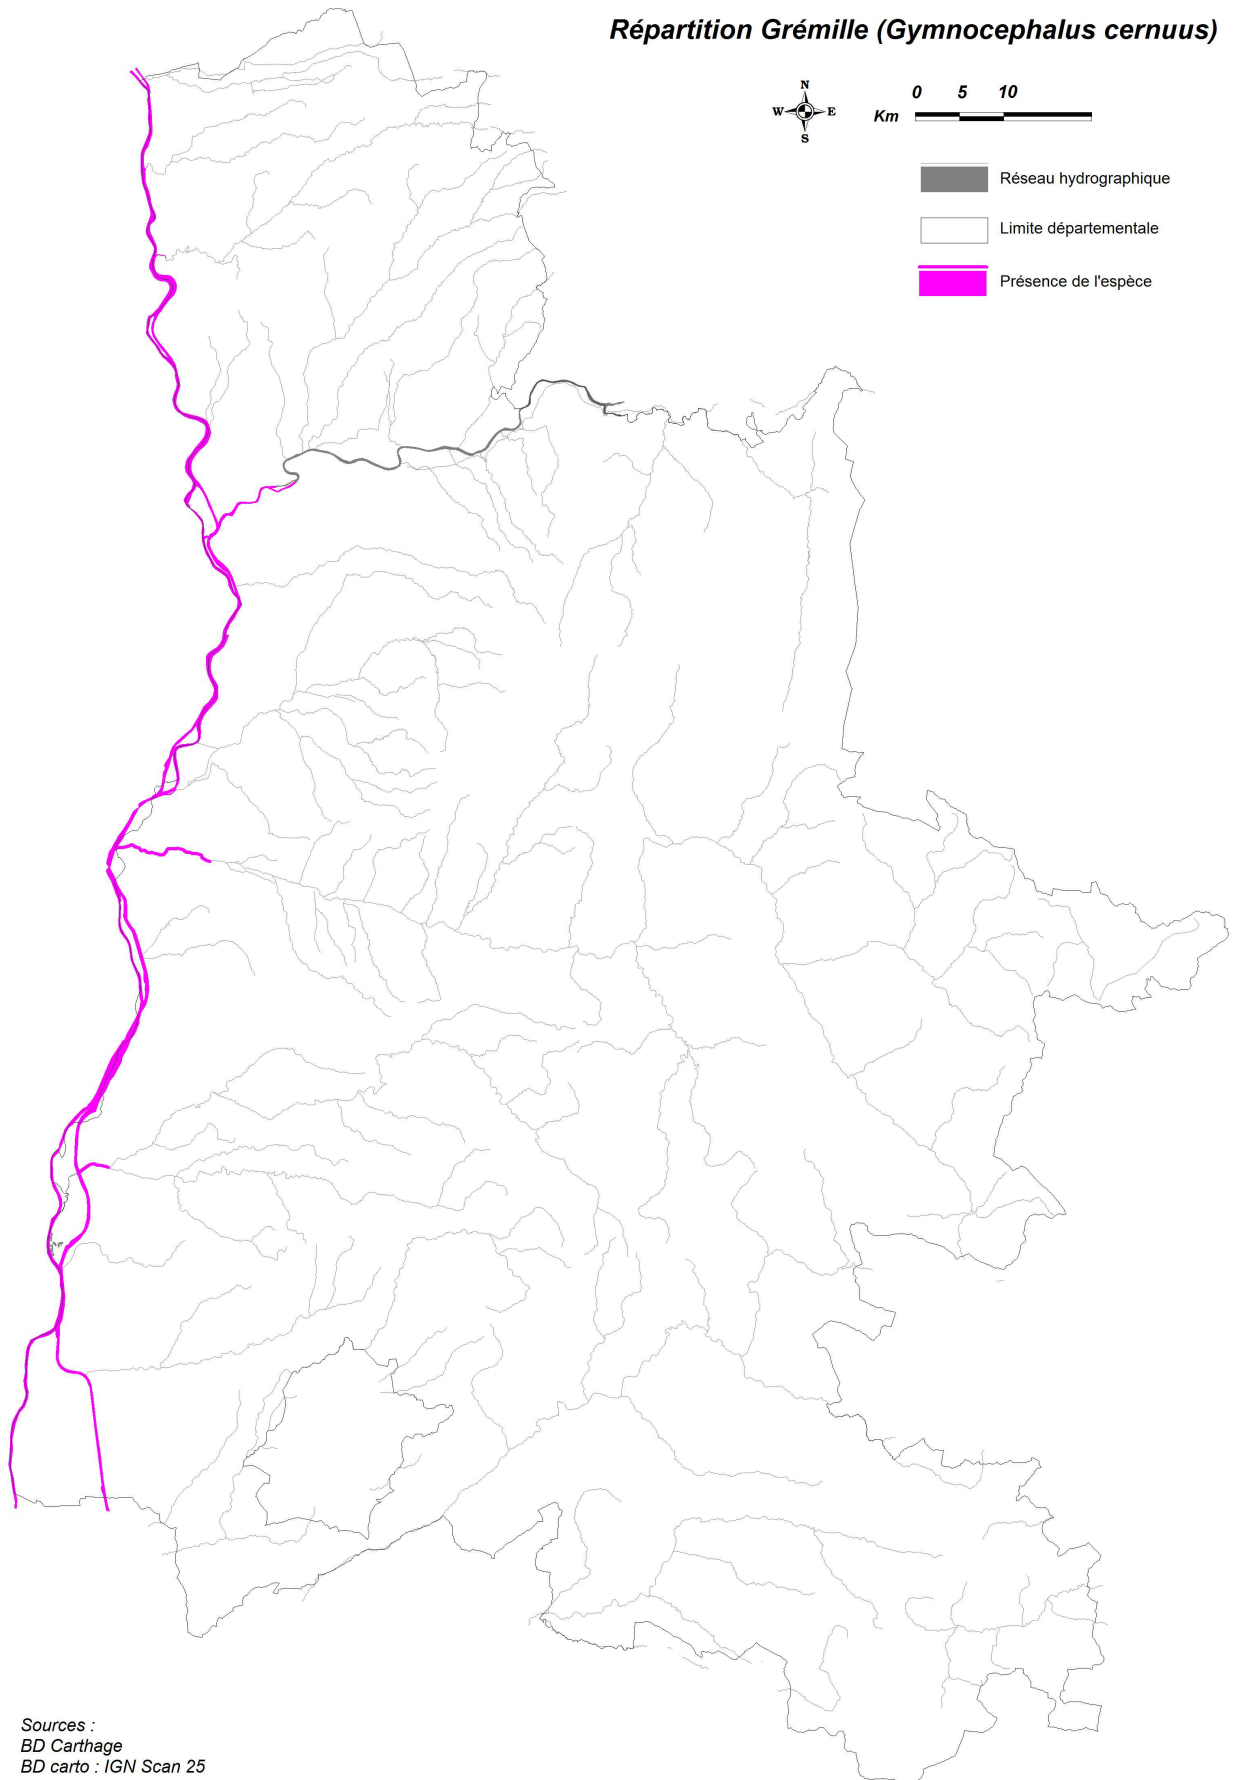 Répartition Grémille (Gymnocephalus cernuus)
N
W E
S
Km 0 5 10
Réseau hydrographique
Limite départementale
Présence de l'espèce
Sources :
BD Carthage
BD carto : IGN Scan 25